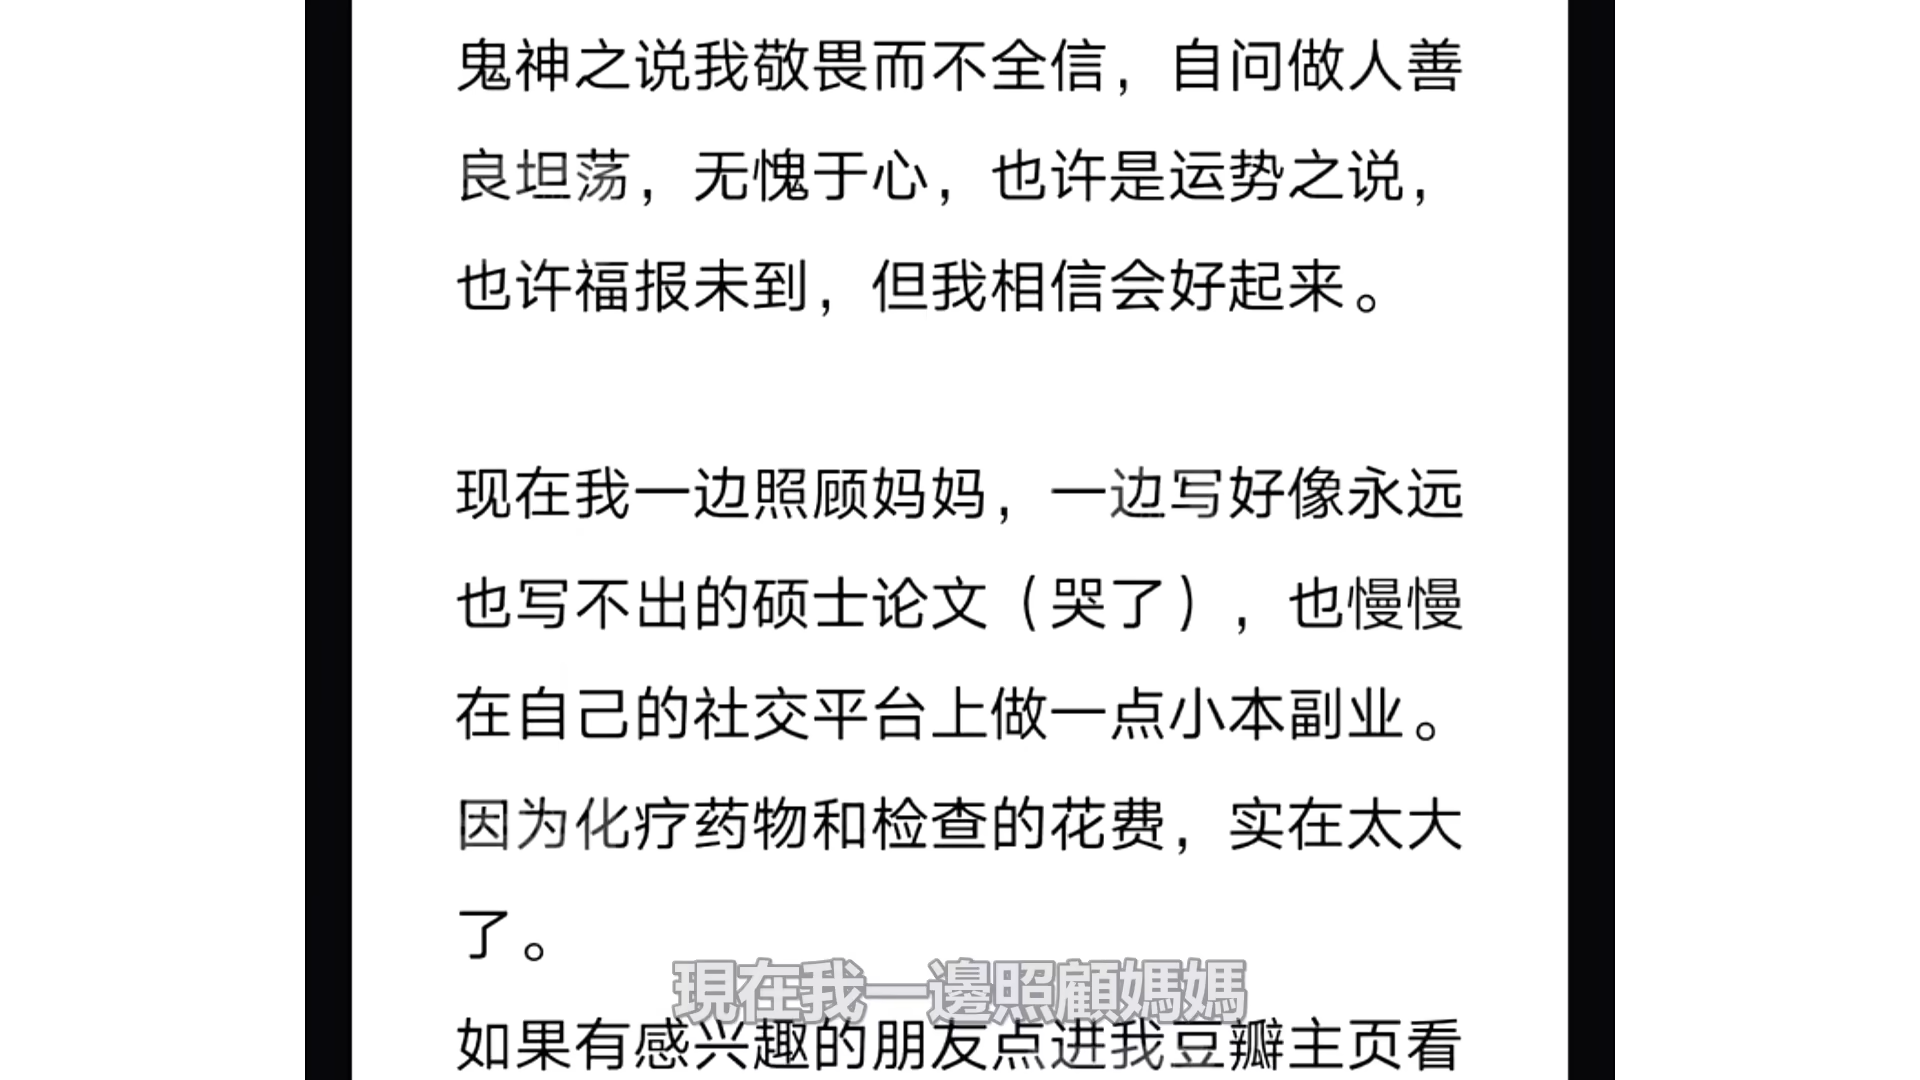 鬼神之说我敬畏而不全信，自问做人善
良坦荡，无愧于心，也许是运势之说，
也许福报未到，但我相信会好起来。
现在我一边照顾妈妈，一边写好像永远
也写不出的硕士论文（哭了），也慢慢
在自己的社交平台上做一点小本副业。
因为化疗药物和检查的花费，实在太大
了。
現在我一邊照顧媽媽
如果有感兴趣的朋友点进我豆瓣主页看